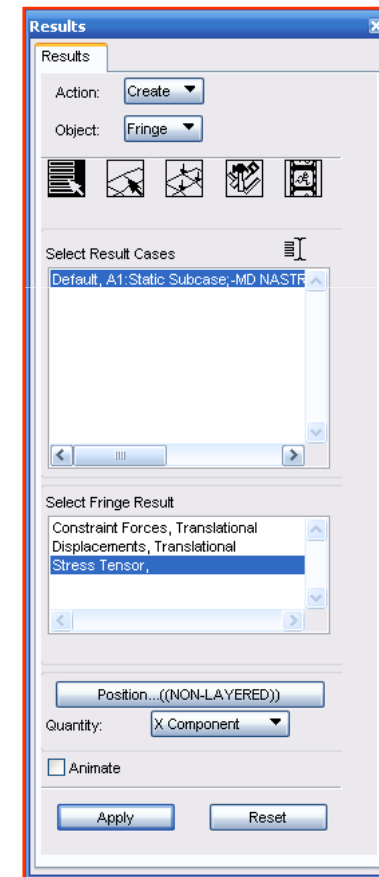 Results
Results
Action: Create
Object: Fringe
Select Result Cases
Default, A1:Static Subcase;-MD NASTR
Select Fringe Result
Constraint Forces, Translational
Displacements, Translational
Stress Tensor,
Position...((NON-LAYERED))
Quantity: X Component
Animate
Apply Reset